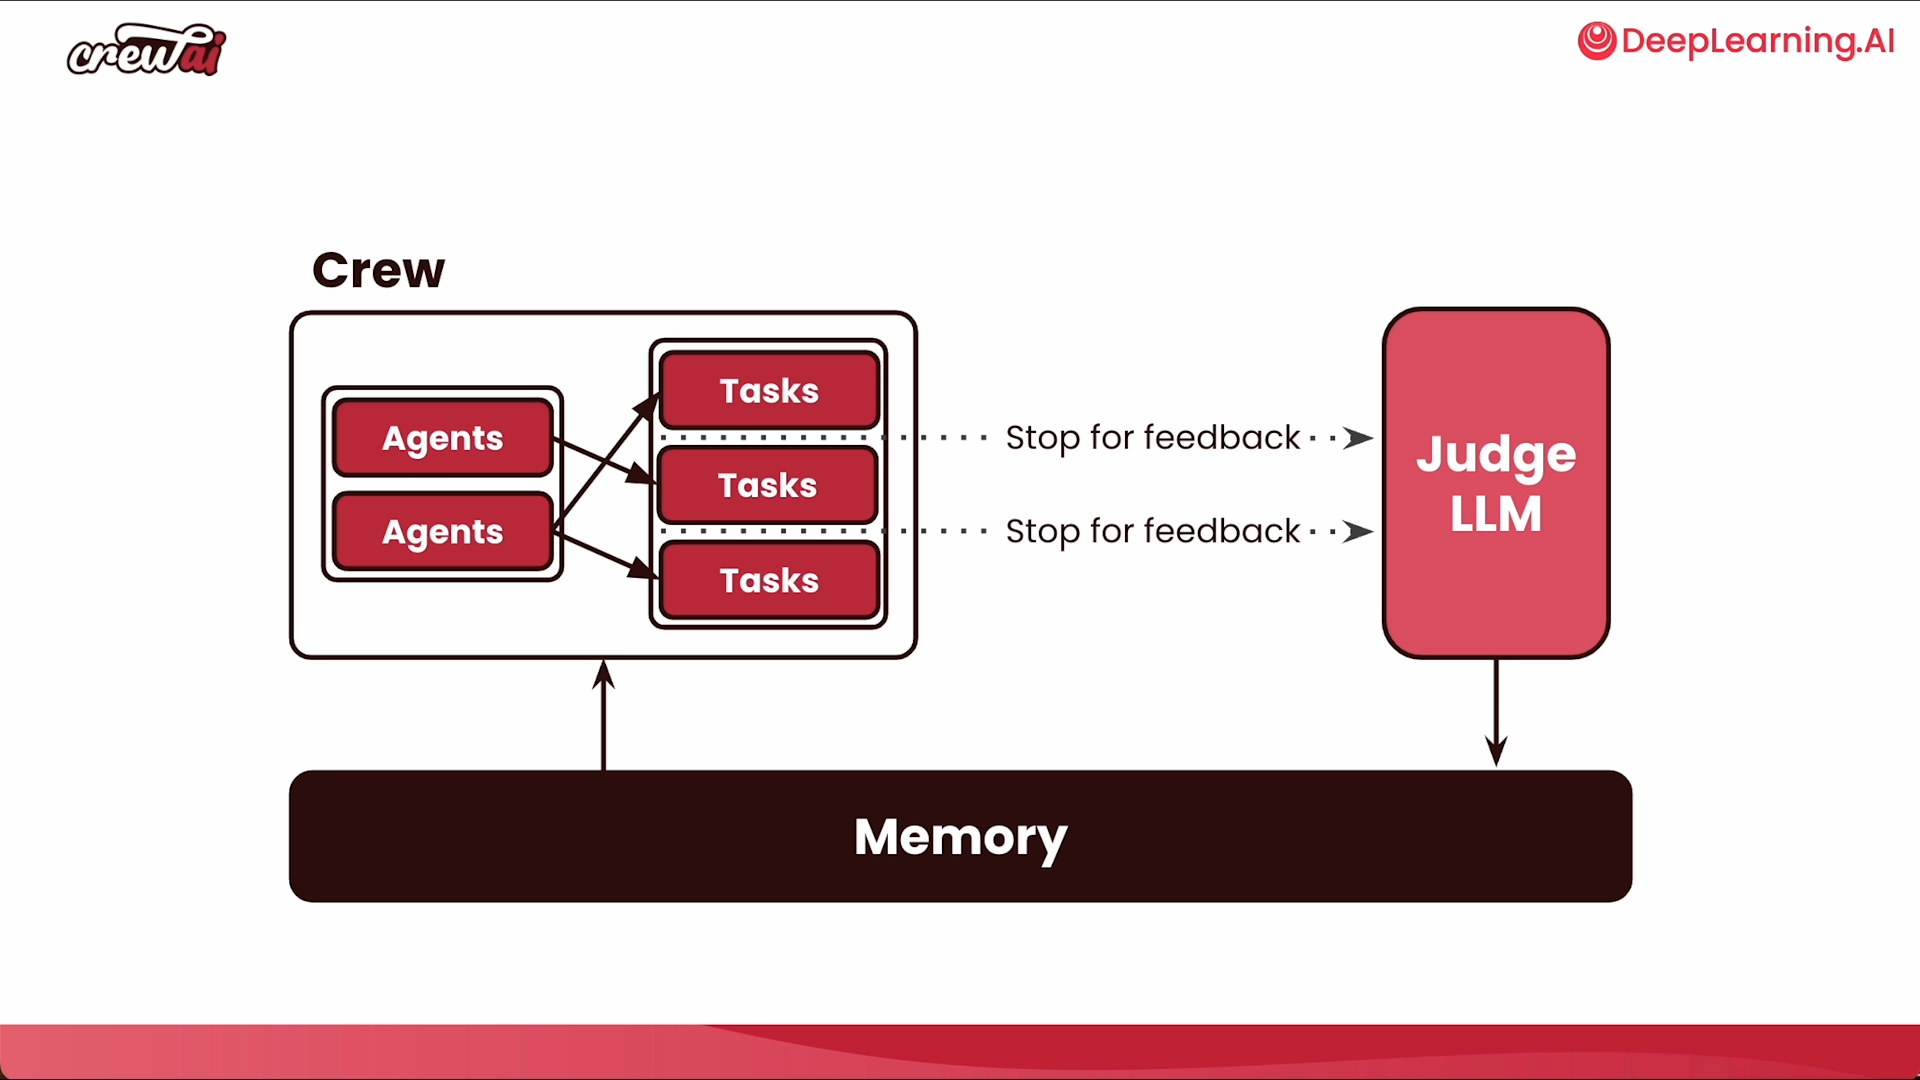 crewai
DeepLearning.AI
Crew
Agents
Agents
Tasks
Tasks
Tasks
Stop for feedback
Stop for feedback
Judge
LLM
Memory